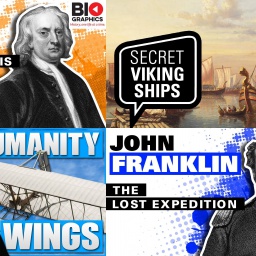 BIO
GRAPHICS
IS
SECRET
VIKING
SHIPS
UMANITY
WINGS
JOHN
FRANKLIN
THE
LOST EXPEDITION